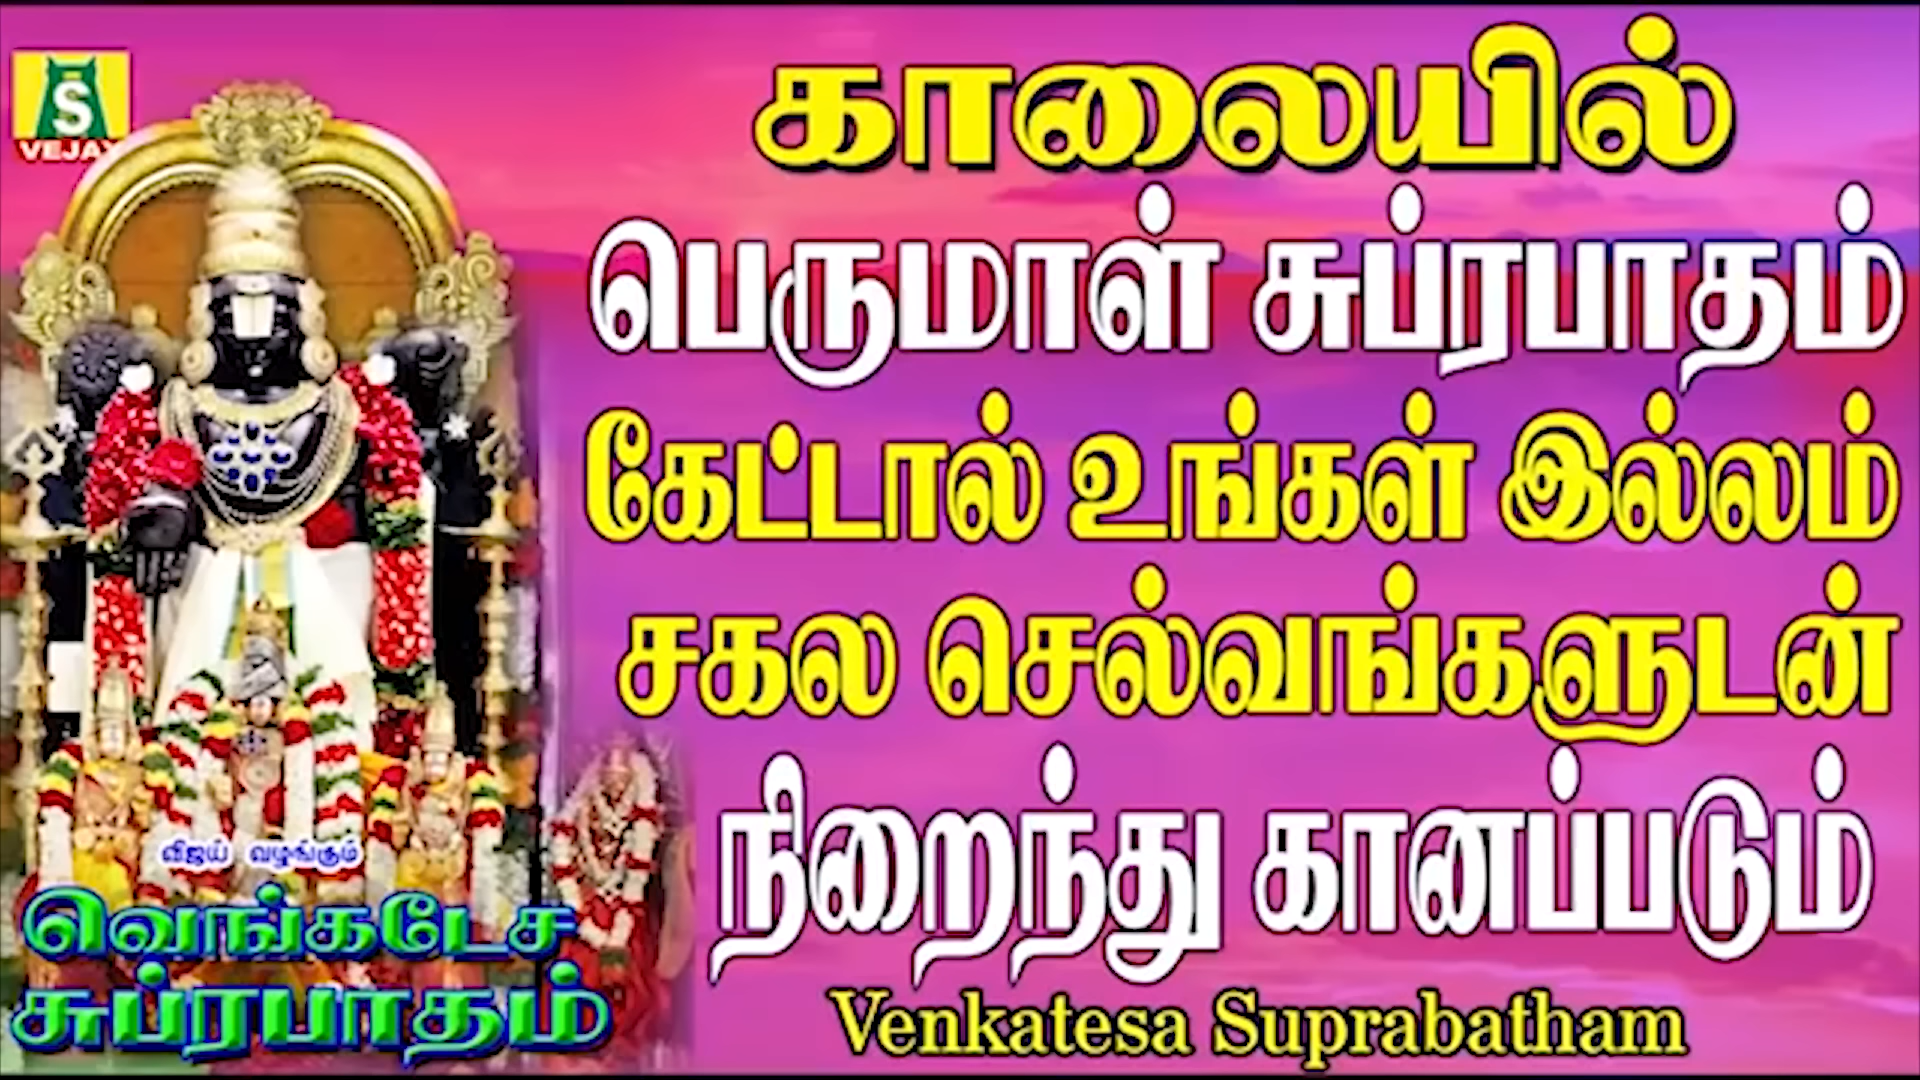 S
VEJAY
காலையில்
பெருமாள் சுப்ரபாதம்
கேட்டால் உங்கள் இல்லம்
சகல செல்வங்களுடன்
நிறைந்து கானப்படும்
Venkatesa Suprabatham
விஜய் வழங்கும்
வெங்கடேச
சுப்ரபாதம்